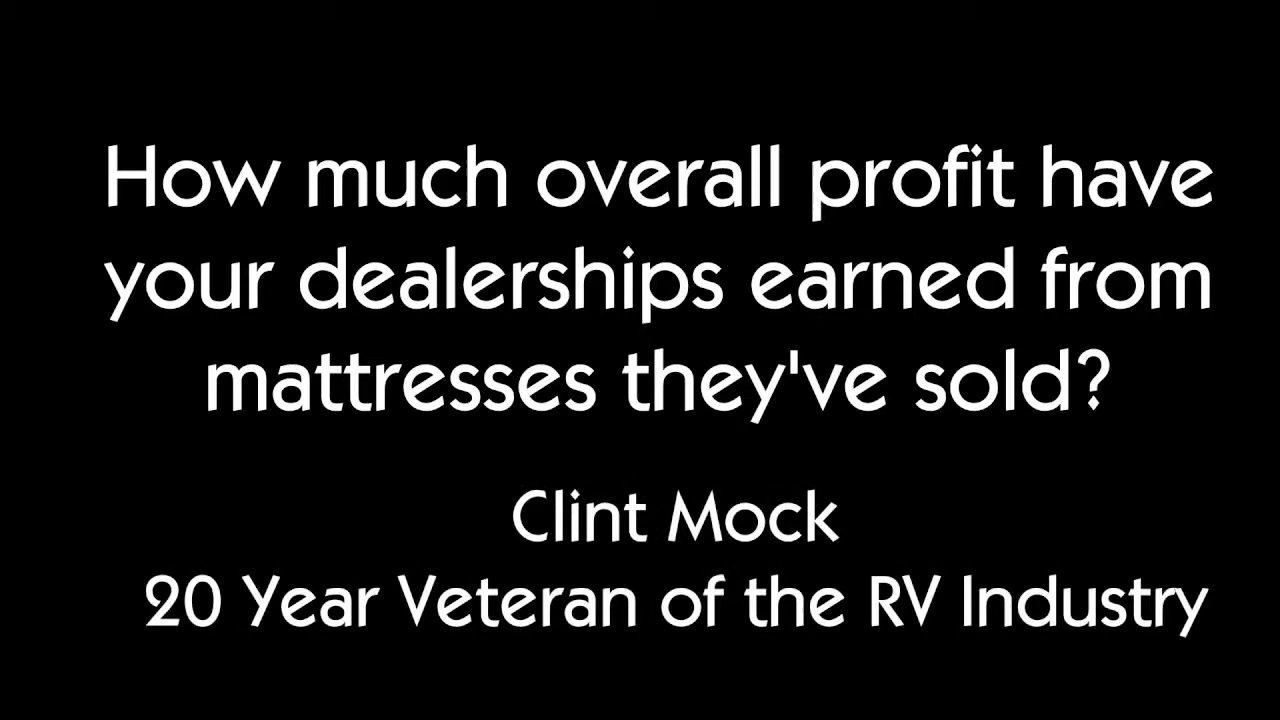 How much overall profit have
your dealerships earned from
mattresses they've sold?
Clint Mock
20 Year Veteran of the RV Industry